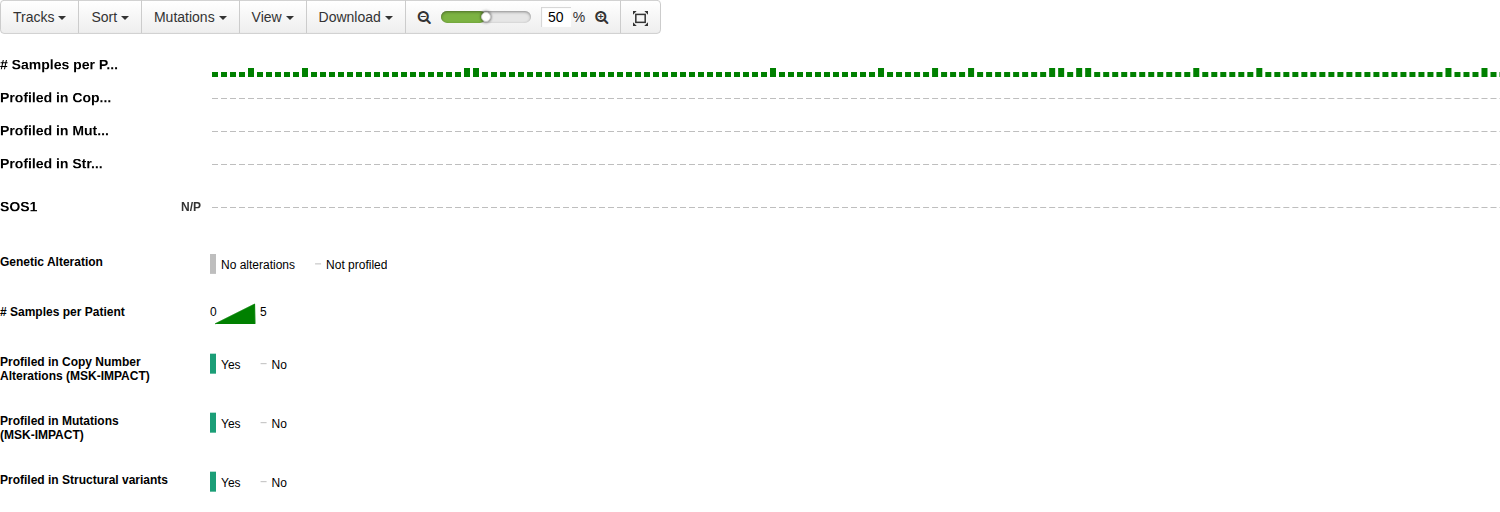 Tracks Sort Mutations View Download 50 %
# Samples per P...
Profiled in Cop...
Profiled in Mut...
Profiled in Str...
SOS1 N/P
Genetic Alteration No alterations Not profiled
# Samples per Patient 0 5
Profiled in Copy Number
Alterations (MSK-IMPACT) Yes No
Profiled in Mutations
(MSK-IMPACT) Yes No
Profiled in Structural variants Yes No